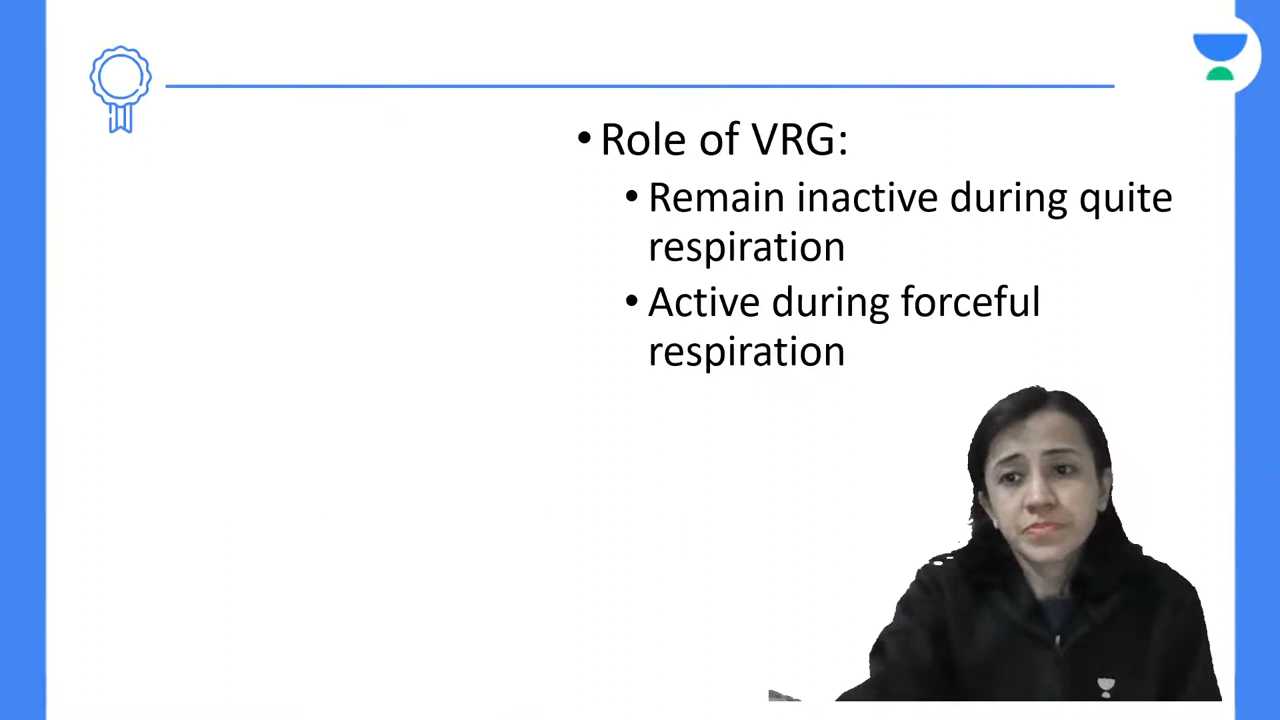 • Role of VRG:
• Remain inactive during quite
respiration
• Active during forceful
respiration